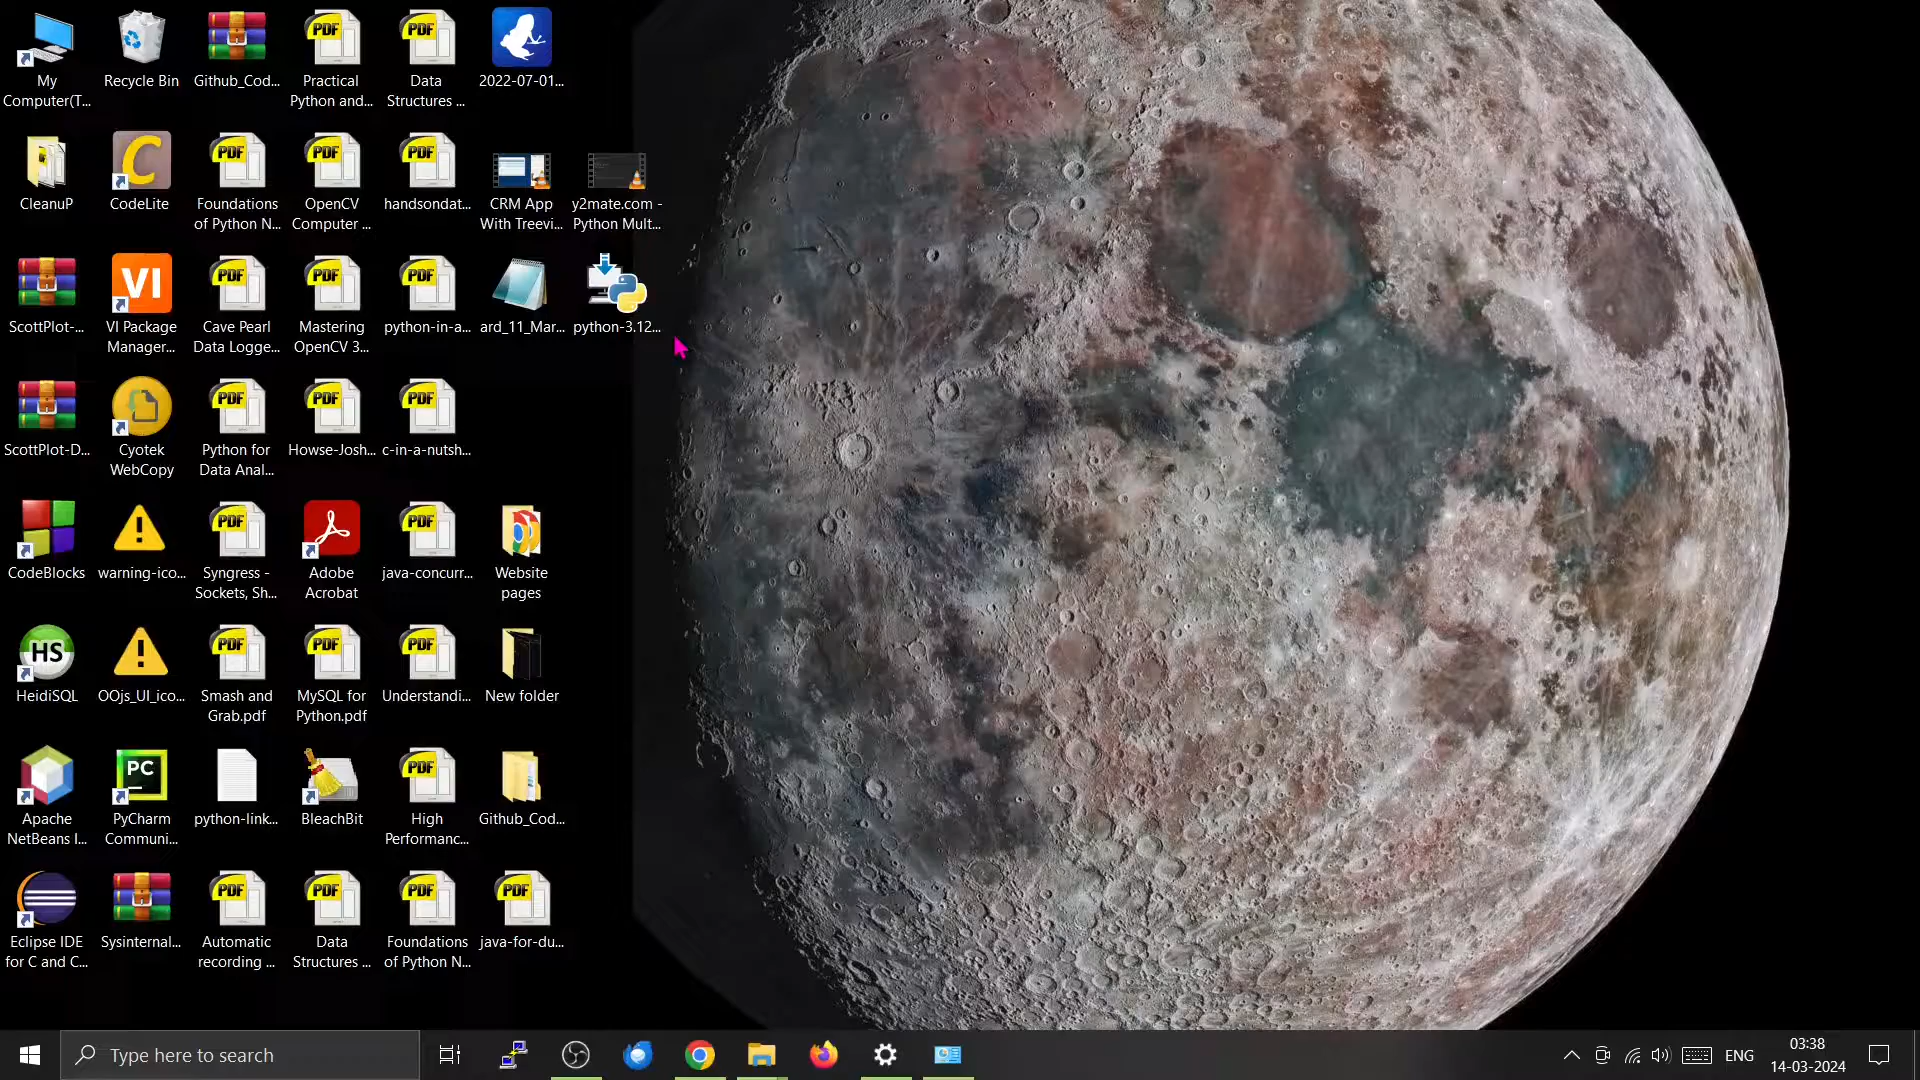 My
Computer(T...
Recycle Bin
Github_Cod...
Practical
Python and...
Data
Structures ...
2022-07-01...
CleanuP
C
CodeLite
PDF
Foundations
of Python N...
OpenCV
Computer ...
handsondat...
CRM App
With Treevi...
y2mate.com -
Python Mult...
ScottPlot-...
VI
VI Package
Manager...
Cave Pearl
Data Logge...
Mastering
OpenCV 3...
python-in-a...
ard_11_Mar...
python-3.12...
ScottPlot-D...
Cyotek
WebCopy
Python for
Data Anal...
Howse-Josh...
c-in-a-nutsh...
CodeBlocks
warning-ico...
Syngress -
Sockets, Sh...
Adobe
Acrobat
java-concurr...
Website
pages
HS
HeidiSQL
OOjs_UI_ico...
Smash and
Grab.pdf
MySQL for
Python.pdf
Understandi...
New folder
Apache
NetBeans I...
PC
PyCharm
Communi...
python-link...
BleachBit
High
Performanc...
Github_Cod...
Eclipse IDE
for C and C...
Sysinternal...
Automatic
recording ...
Data
Structures ...
Foundations
of Python N...
java-for-du...
Type here to search
ENG
03:38
14-03-2024